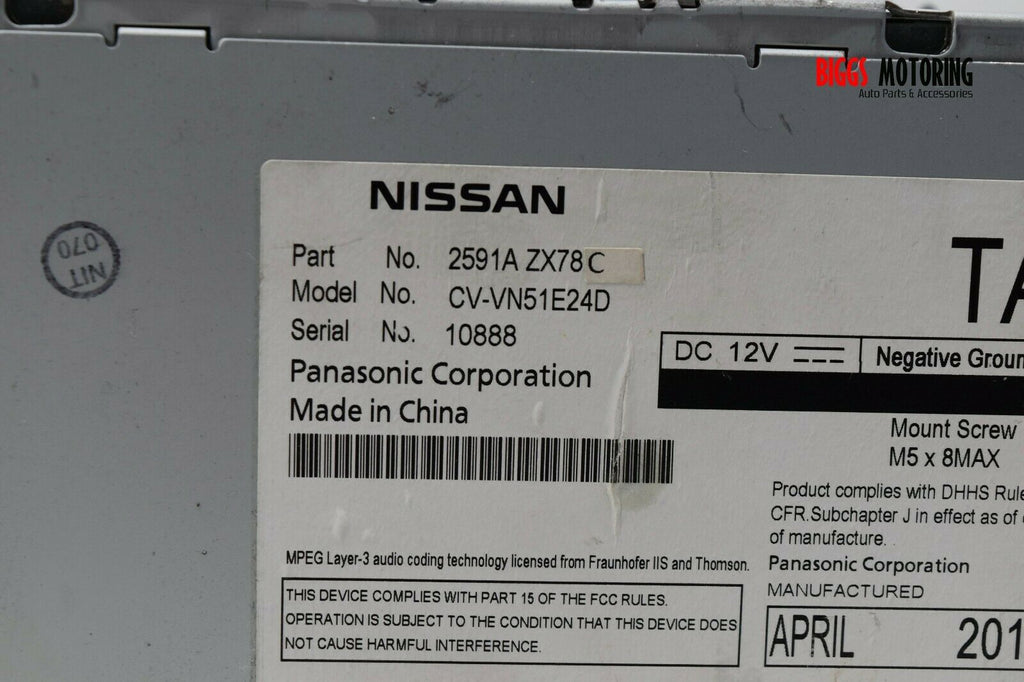 BIGGS MOTORING
Auto Parts & Accessories
NISSAN
Part No. 2591A ZX78 C
Model No. CV-VN51E24D
Serial No. 10888
Panasonic Corporation
Made in China
MPEG Layer-3 audio coding technology licensed from Fraunhofer IIS and Thomson.
THIS DEVICE COMPLIES WITH PART 15 OF THE FCC RULES.
OPERATION IS SUBJECT TO THE CONDITION THAT THIS DEVICE DOES
NOT CAUSE HARMFUL INTERFERENCE.
TA
DC 12V
Negative Groun
Mount Screw
M5 x 8MAX
Product complies with DHHS Rule
CFR.Subchapter J in effect as of
of manufacture.
Panasonic Corporation
MANUFACTURED
APRIL 201
NIT
070